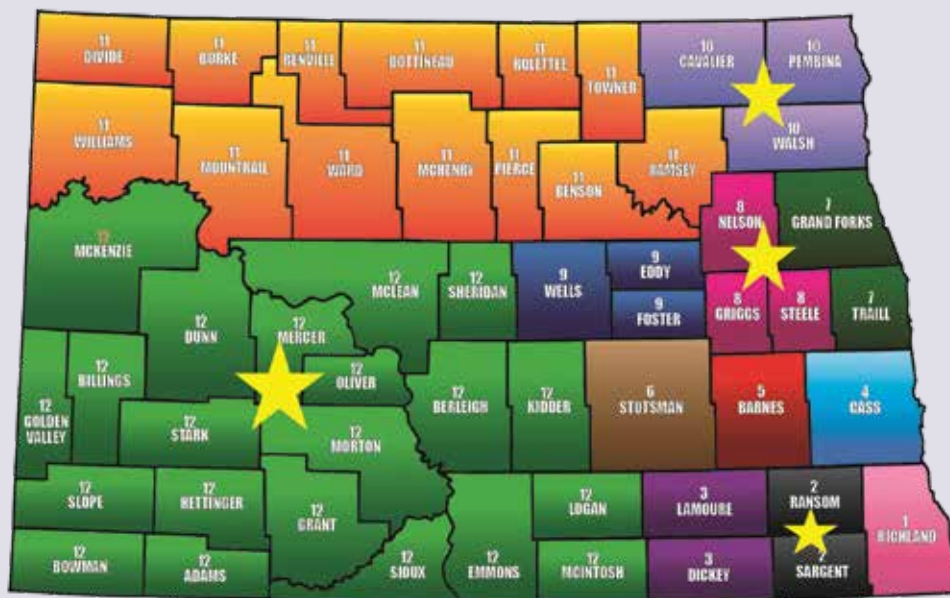 11
DIVIDE
11
BURKE
11
RENVILLE
11
BOTTINEAU
11
ROLETTE
11
TOWNER
10
CAVALIER
10
PEMBINA
11
WILLIAMS
11
MOUNTRAIL
11
WARD
11
MCHENRY
11
PIERCE
11
BENSON
11
RAMSEY
10
WALSH
12
MCKENZIE
8
NELSON
7
GRAND FORKS
12
DUNN
12
MCLEAN
12
SHERIDAN
9
WELLS
9
EDDY
9
FOSTER
8
GRIGGS
8
STEELE
7
TRAILL
12
MERCER
12
OLIVER
12
GOLDEN
VALLEY
12
BILLINGS
12
STARK
12
MORTON
12
BERLEIGH
12
KIDDER
6
STUTSMAN
5
BARNES
4
CASS
12
SLOPE
12
HETTINGER
12
GRANT
12
LOGAN
3
LAMOURE
2
RANSOM
1
RICHLAND
12
BOWMAN
12
ADAMS
12
SIOUX
12
EMMONS
12
MCINTOSH
3
DICKEY
2
SARGENT